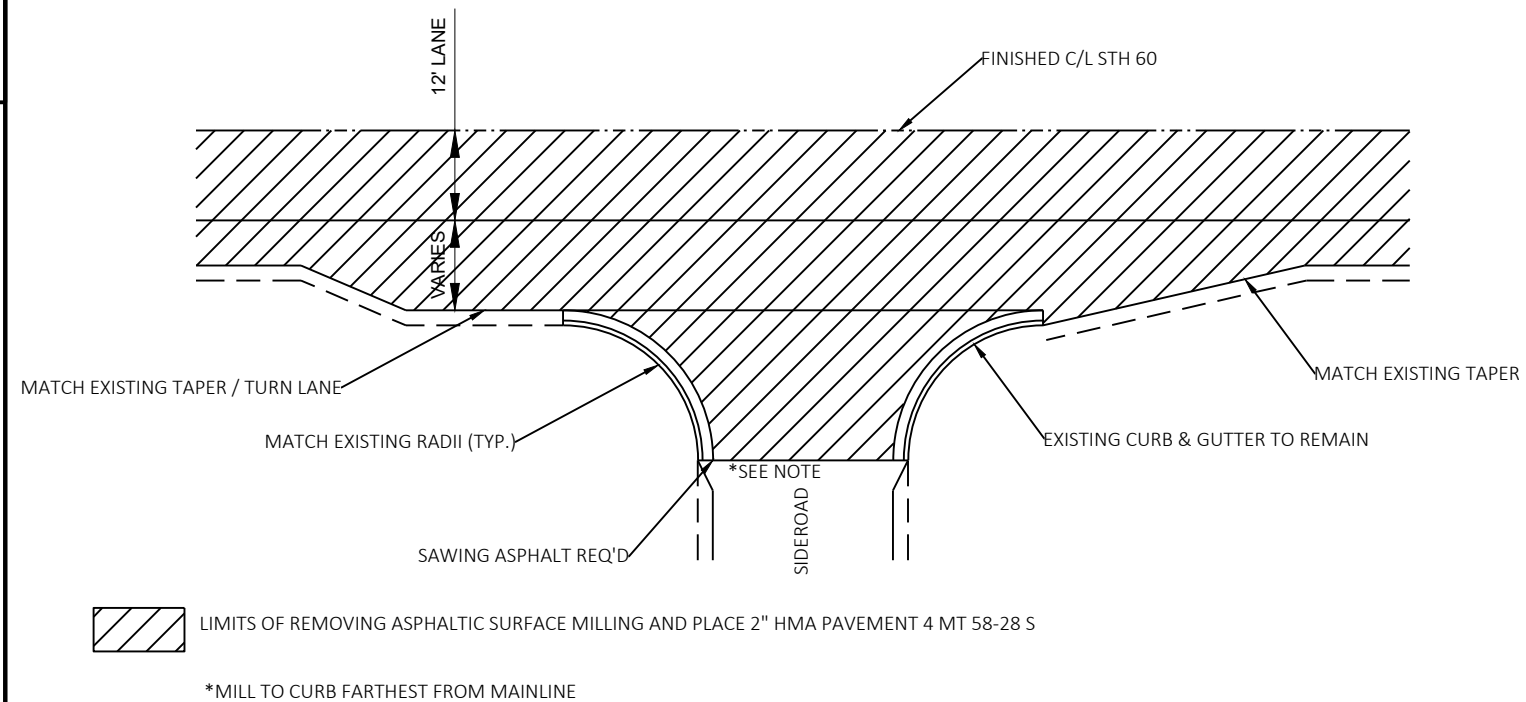 12' LANE
FINISHED C/L STH 60
VARIES
MATCH EXISTING TAPER / TURN LANE
MATCH EXISTING TAPER
MATCH EXISTING RADII (TYP.)
EXISTING CURB & GUTTER TO REMAIN
*SEE NOTE
SIDEROAD
SAWING ASPHALT REQ'D
LIMITS OF REMOVING ASPHALTIC SURFACE MILLING AND PLACE 2" HMA PAVEMENT 4 MT 58-28 S
*MILL TO CURB FARTHEST FROM MAINLINE